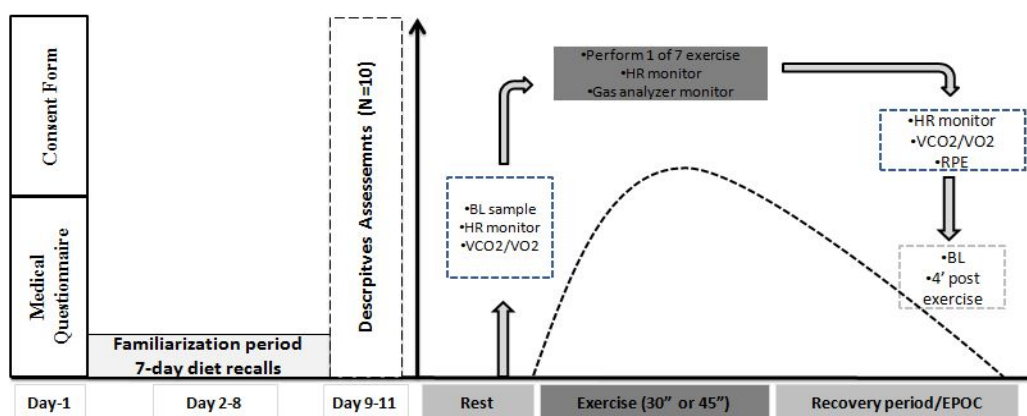 Consent Form
Medical
Questionnaire
Familiarization period
7-day diet recalls
Descrpitves Assesemnts (N=10)
•BL sample
•HR monitor
•VCO2/VO2
•Perform 1 of 7 exercise
•HR monitor
•Gas analyzer monitor
•HR monitor
•VCO2/VO2
•RPE
•BL
•4’ post
exercise
Day-1
Day 2-8
Day 9-11
Rest
Exercise (30” or 45”)
Recovery period/EPOC